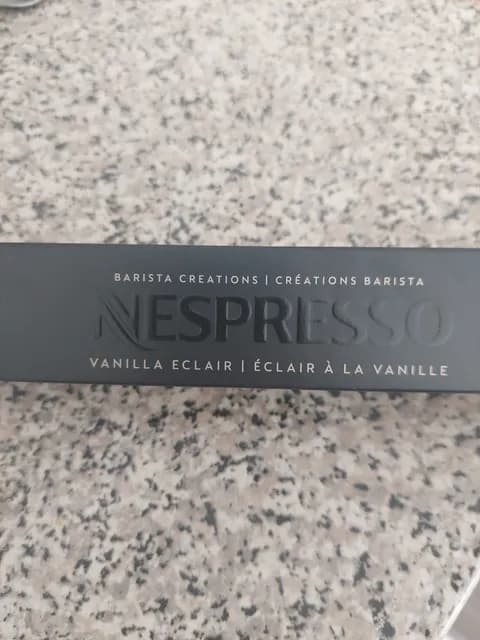 BARISTA CREATIONS | CRÉATIONS BARISTA
NESPRESSO
VANILLA ECLAIR | ÉCLAIR À LA VANILLE